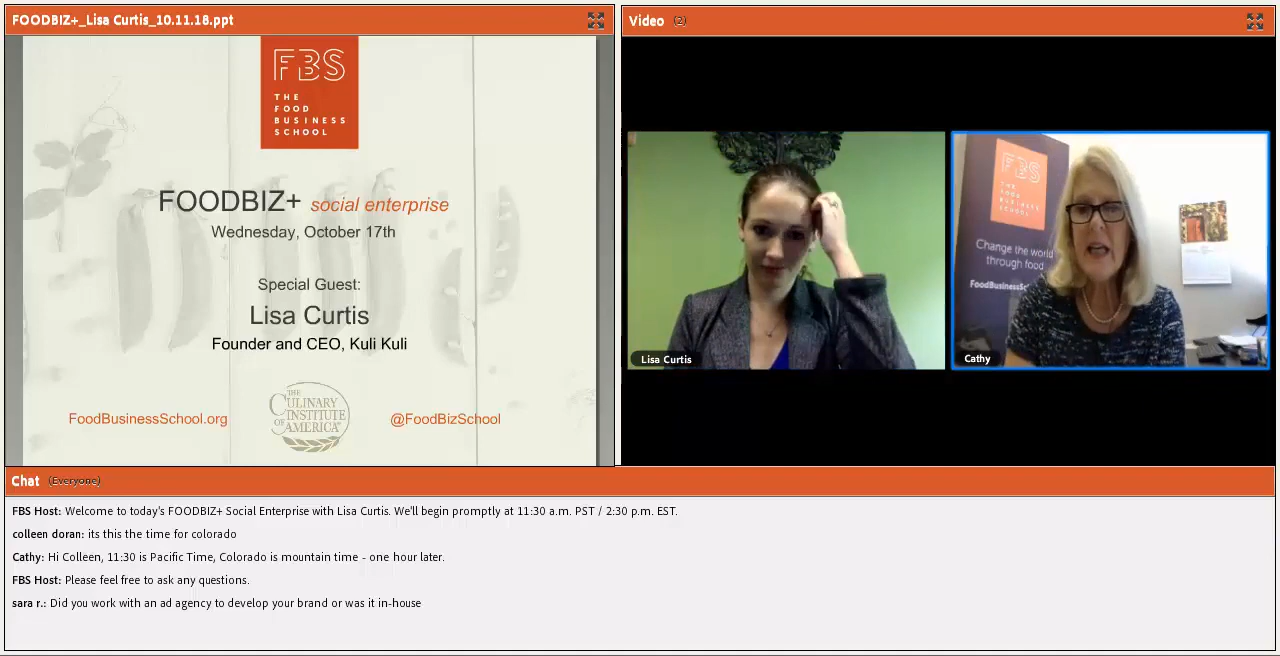 FOODBIZ+_Lisa Curtis_10.11.18.ppt
FBS
THE
FOOD
BUSINESS
SCHOOL
FOODBIZ+ social enterprise
Wednesday, October 17th
Special Guest:
Lisa Curtis
Founder and CEO, Kuli Kuli
FoodBusinessSchool.org
THE
CULINARY
INSTITUTE
OF AMERICA
@FoodBizSchool
Video (2)
Lisa Curtis
FBS
THE
FOOD
BUSINESS
SCHOOL
Change the world
through food
FoodBusinessSc
Cathy
Chat (Everyone)
FBS Host: Welcome to today's FOODBIZ+ Social Enterprise with Lisa Curtis. We'll begin promptly at 11:30 a.m. PST / 2:30 p.m. EST.
colleen doran: its this the time for colorado
Cathy: Hi Colleen, 11:30 is Pacific Time, Colorado is mountain time - one hour later.
FBS Host: Please feel free to ask any questions.
sara r.: Did you work with an ad agency to develop your brand or was it in-house